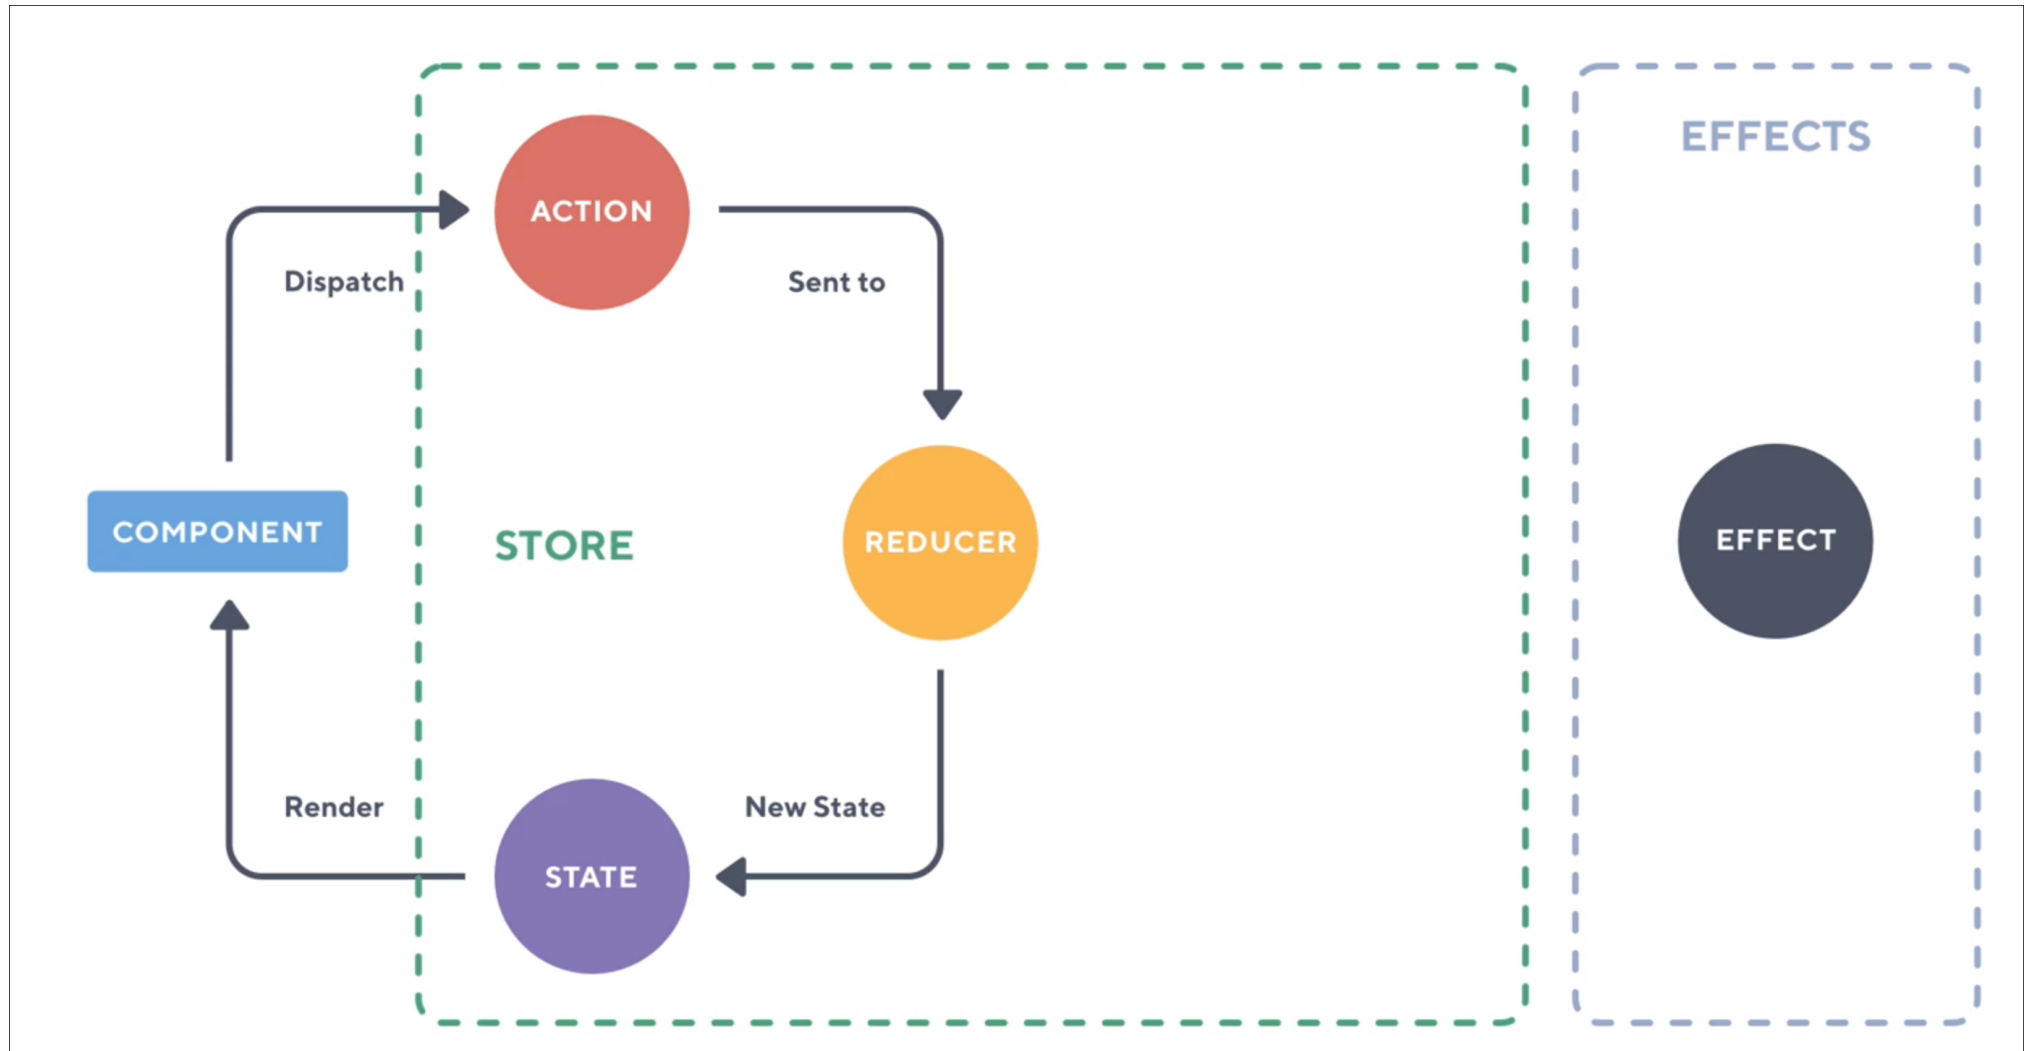 EFFECTS
ACTION
Dispatch
Sent to
COMPONENT
STORE
REDUCER
EFFECT
Render
New State
STATE